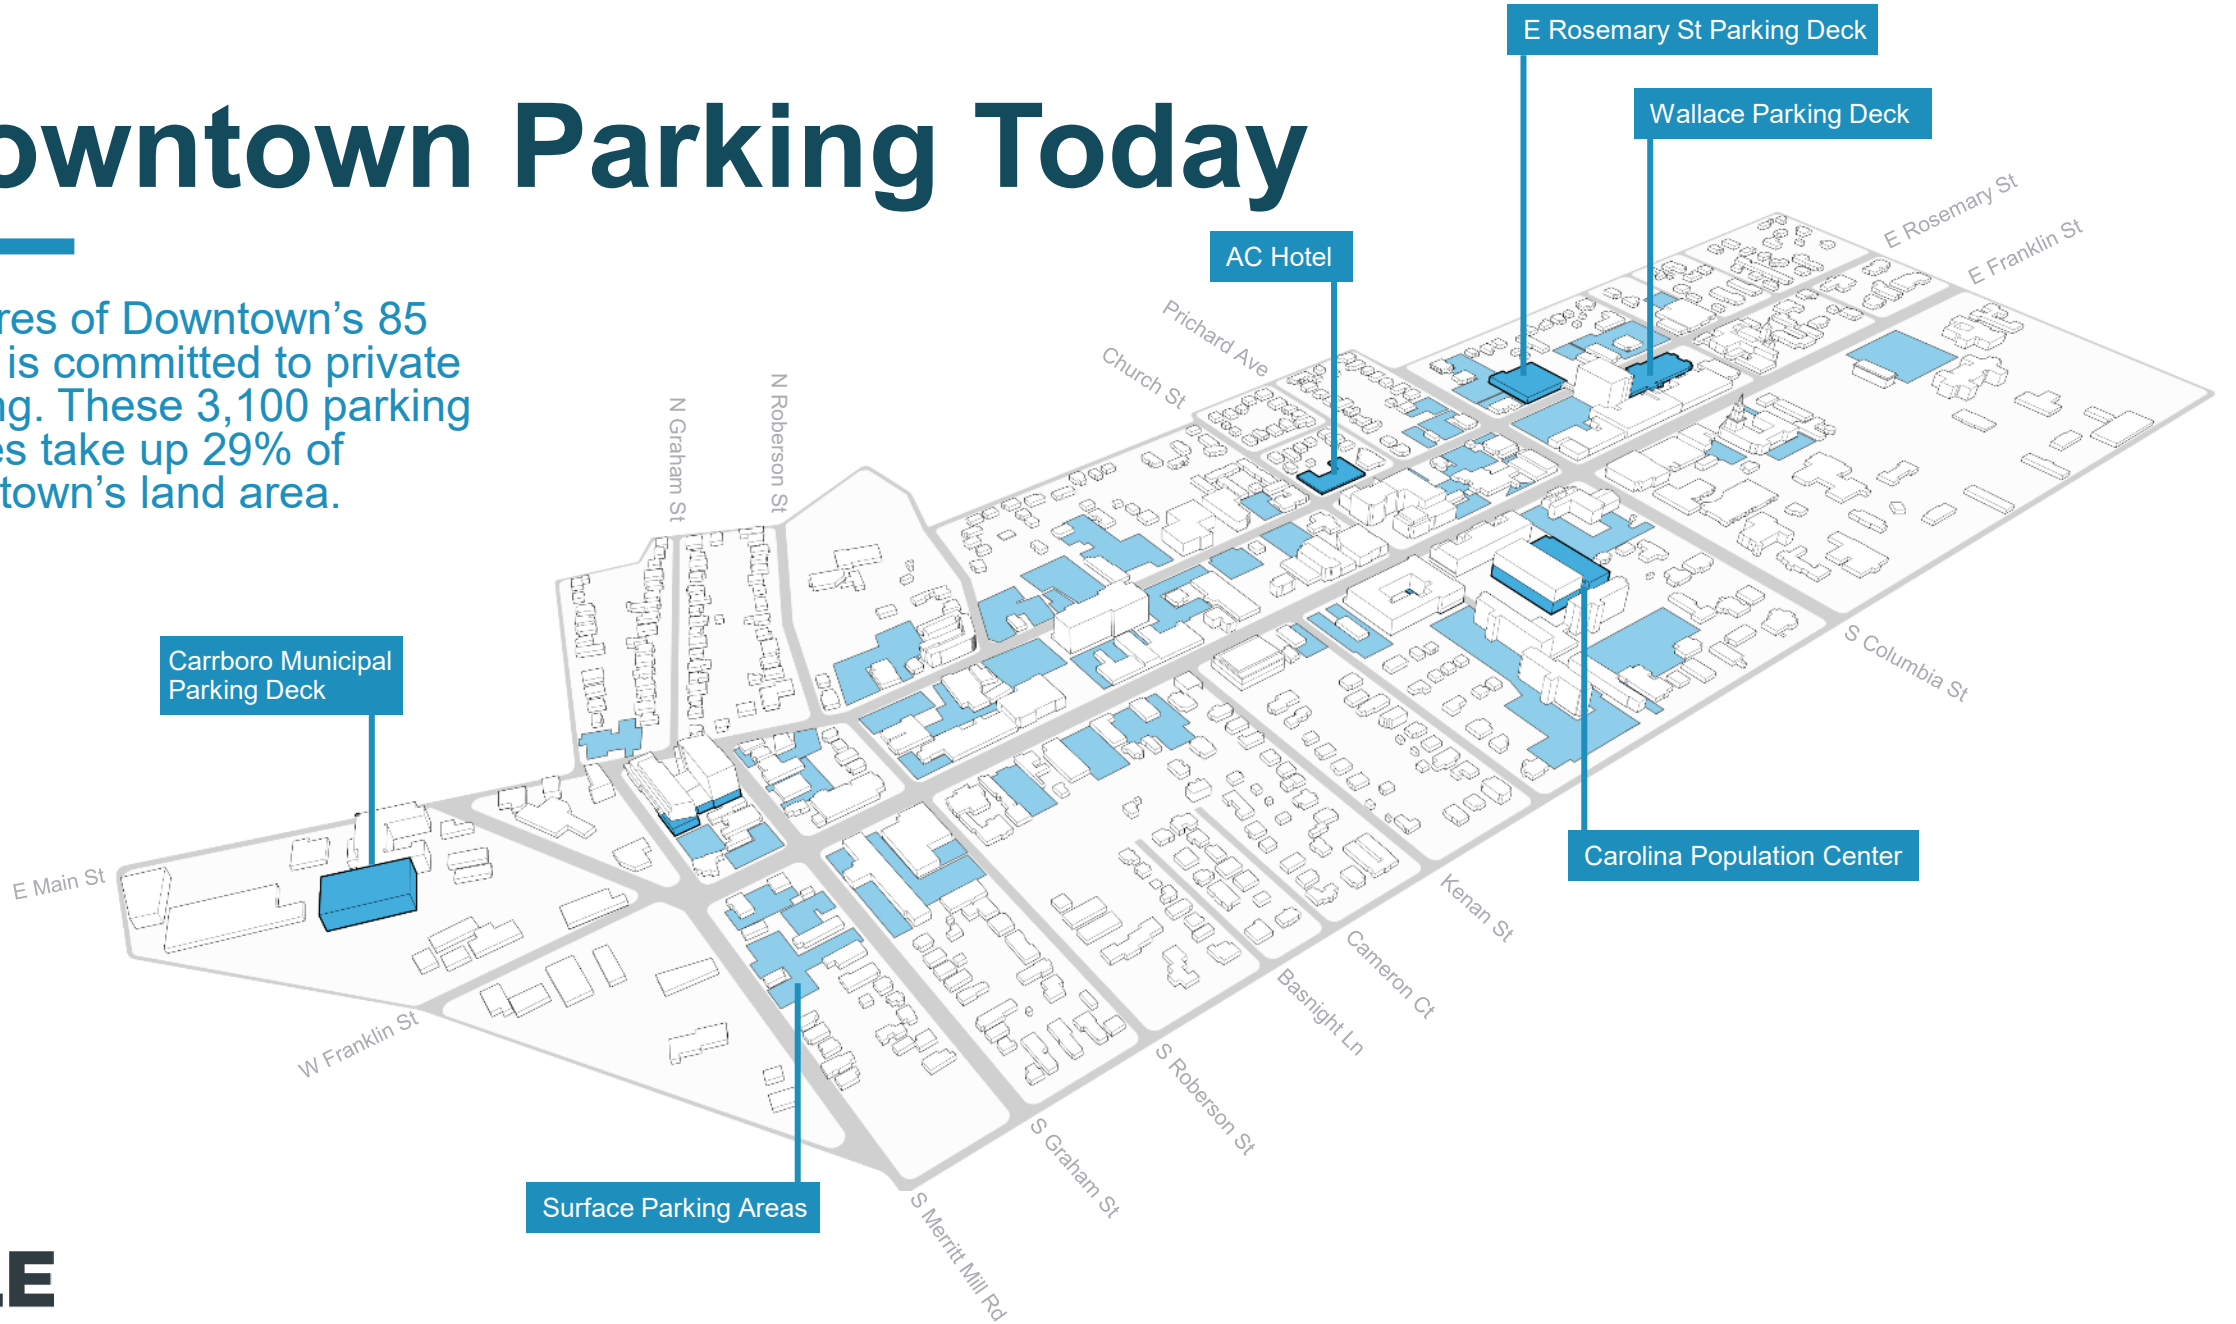 E Rosemary St Parking Deck
Wallace Parking Deck
owntown Parking Today
E Rosemary St
E Franklin St
AC Hotel
res of Downtown's 85
is committed to private
ng. These 3,100 parking
es take up 29% of
town's land area.
Prichard Ave
Church St
N Roberson St
N Graham St
Carrboro Municipal
Parking Deck
S Columbia St
Carolina Population Center
E Main St
Kenan St
Cameron Ct
Basnight Ln
W Franklin St
S Roberson St
S Graham St
Surface Parking Areas
S Merritt Mill Rd
E